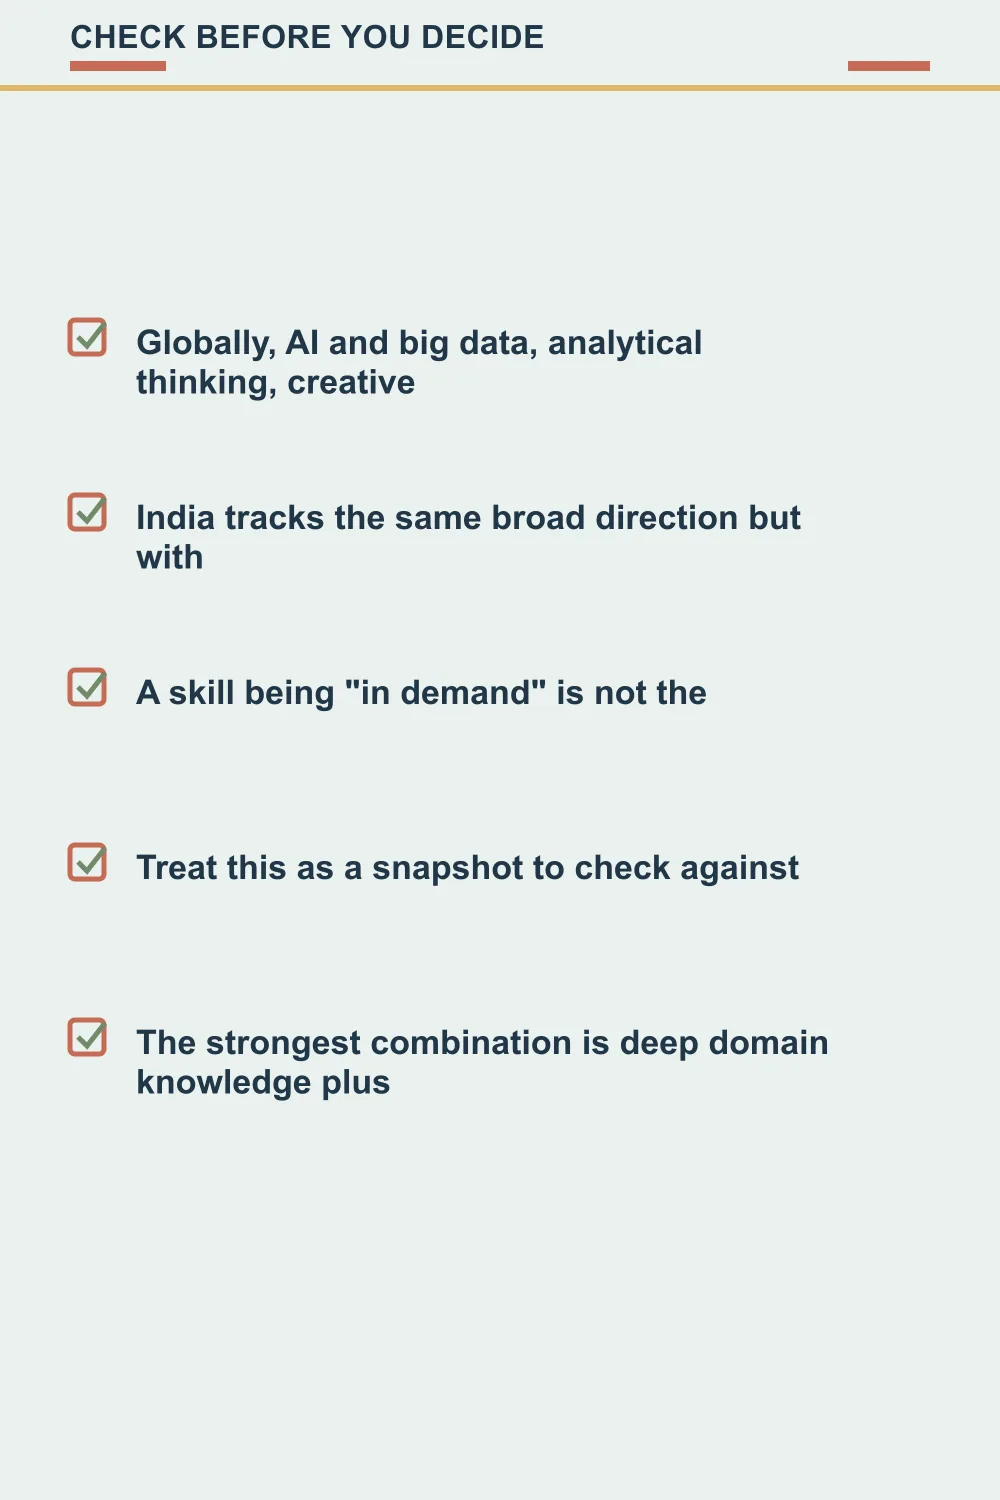 CHECK BEFORE YOU DECIDE
Globally, AI and big data, analytical
thinking, creative
India tracks the same broad direction but
with
A skill being "in demand" is not the
Treat this as a snapshot to check against
The strongest combination is deep domain
knowledge plus